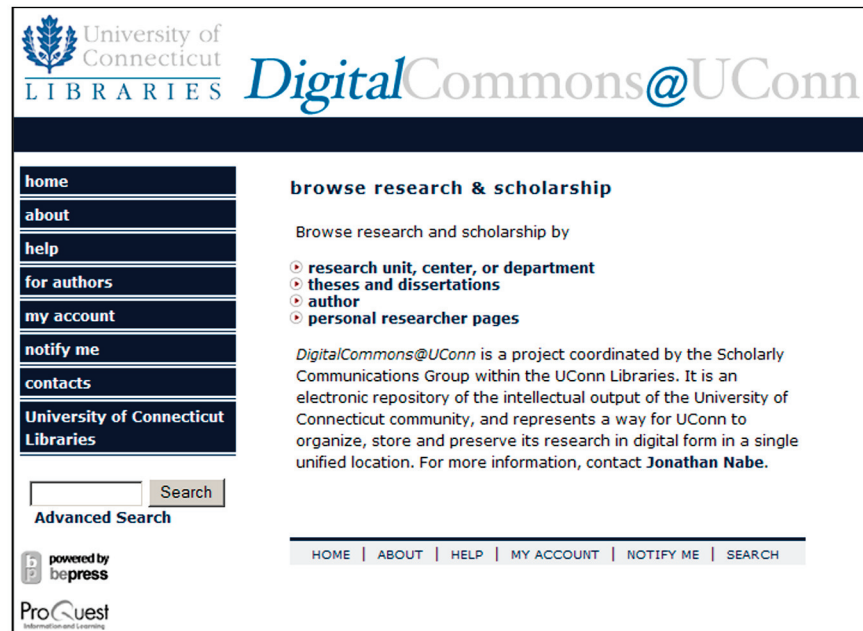 University of
Connecticut
LIBRARIES
DigitalCommons@UConn
home
about
help
for authors
my account
notify me
contacts
University of Connecticut
Libraries
Search
Advanced Search
powered by
bepress
ProQuest
Information and Learning
browse research & scholarship
Browse research and scholarship by
research unit, center, or department
theses and dissertations
author
personal researcher pages
DigitalCommons@UConn is a project coordinated by the Scholarly
Communications Group within the UConn Libraries. It is an
electronic repository of the intellectual output of the University of
Connecticut community, and represents a way for UConn to
organize, store and preserve its research in digital form in a single
unified location. For more information, contact Jonathan Nabe.
HOME | ABOUT | HELP | MY ACCOUNT | NOTIFY ME | SEARCH